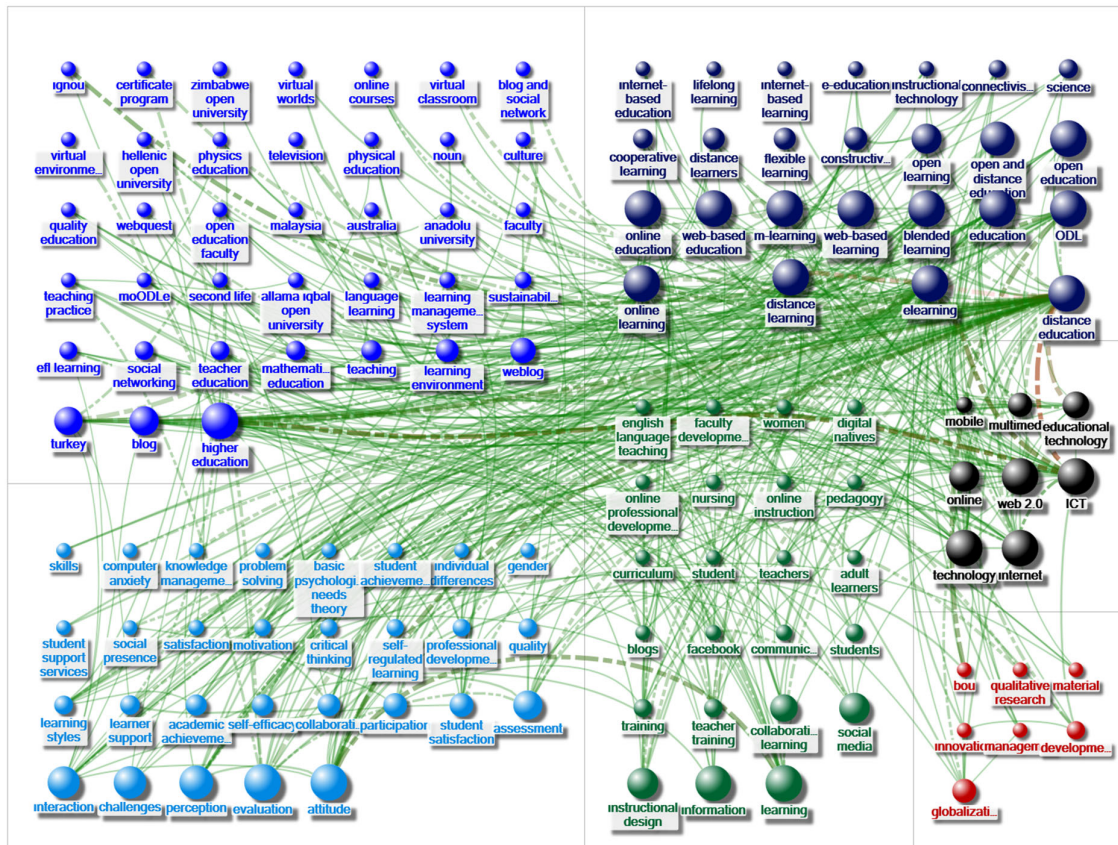 ignou
certificate
program
zimbabwe
open
university
virtual
worlds
online
courses
virtual
classroom
blog and
social
network
virtual
environme...
hellenic
open
university
physics
education
television
physical
education
noun
culture
quality
education
webquest
open
education
faculty
malaysia
australia
anadolu
university
faculty
teaching
practice
moODLe
second life
allama iqbal
open
university
language
learning
learning
manageme...
system
sustainabil...
efl learning
social
networking
teacher
education
mathemati...
education
teaching
learning
environment
weblog
turkey
blog
higher
education
internet-
based
education
lifelong
learning
internet-
based
learning
e-education
instructional
technology
connectivis...
science
cooperative
learning
distance
learners
flexible
learning
constructiv...
open
learning
open and
distance
education
open
education
online
education
web-based
education
m-learning
web-based
learning
blended
learning
education
ODL
online
learning
distance
learning
elearning
distance
education
mobile
multimed
educational
technology
online
web 2.0
ICT
technology
internet
english
language
teaching
faculty
developme...
women
digital
natives
online
professional
developme...
nursing
online
instruction
pedagogy
curriculum
student
teachers
adult
learners
blogs
facebook
communic...
students
training
teacher
training
collaborati...
learning
social
media
instructional
design
information
learning
skills
computer
anxiety
knowledge
manageme...
problem
solving
basic
psychologi...
needs
theory
student
achieveme...
individual
differences
gender
student
support
services
social
presence
satisfaction
motivation
critical
thinking
self-
regulated
learning
professional
developme...
quality
learning
styles
learner
support
academic
achieveme...
self-efficacy
collaborati...
participation
student
satisfaction
assessment
interaction
challenges
perception
evaluation
attitude
bou
qualitative
research
material
innovatio
managem
developme...
globalizati...